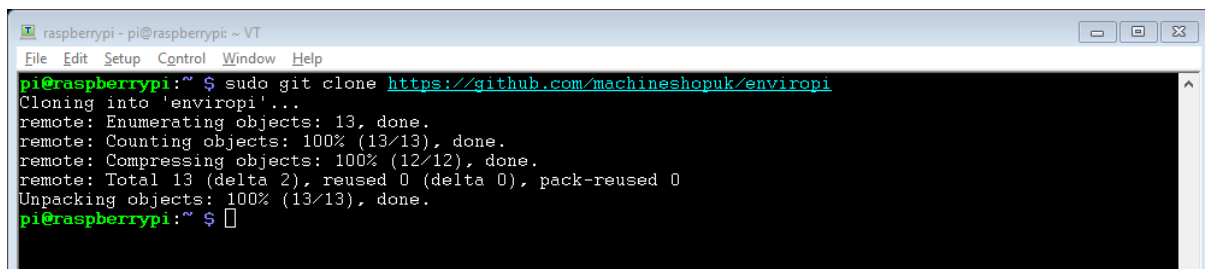 raspberrypi - pi@raspberrypi: ~ VT
File Edit Setup Control Window Help
pi@raspberrypi:~ $ sudo git clone https://github.com/machineshopuk/enviropi
Cloning into 'enviropi'...
remote: Enumerating objects: 13, done.
remote: Counting objects: 100% (13/13), done.
remote: Compressing objects: 100% (12/12), done.
remote: Total 13 (delta 2), reused 0 (delta 0), pack-reused 0
Unpacking objects: 100% (13/13), done.
pi@raspberrypi:~ $